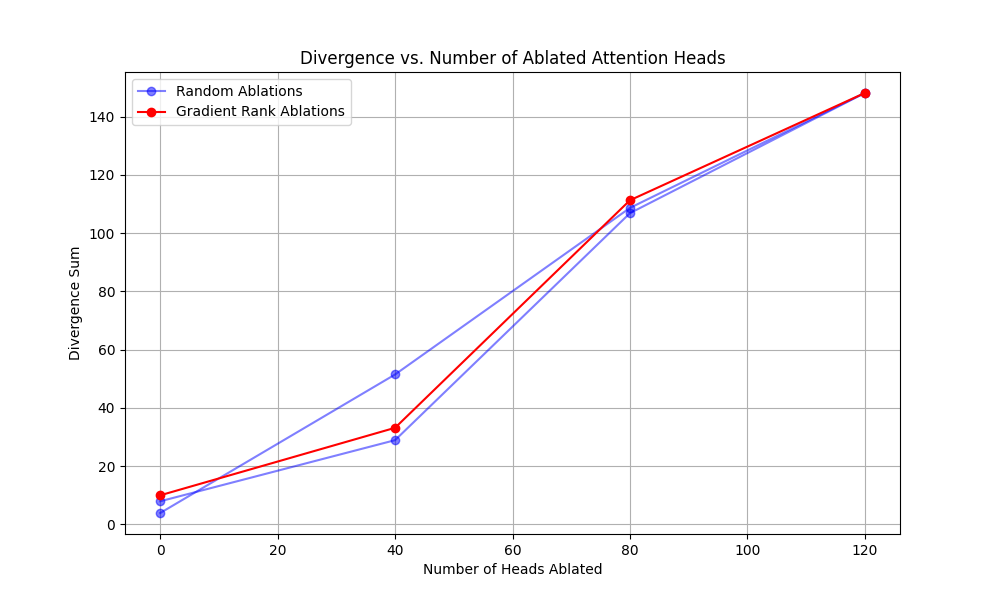 Divergence vs. Number of Ablated Attention Heads
Random Ablations
Gradient Rank Ablations
Divergence Sum
140
120
100
80
60
40
20
0
0 20 40 60 80 100 120
Number of Heads Ablated